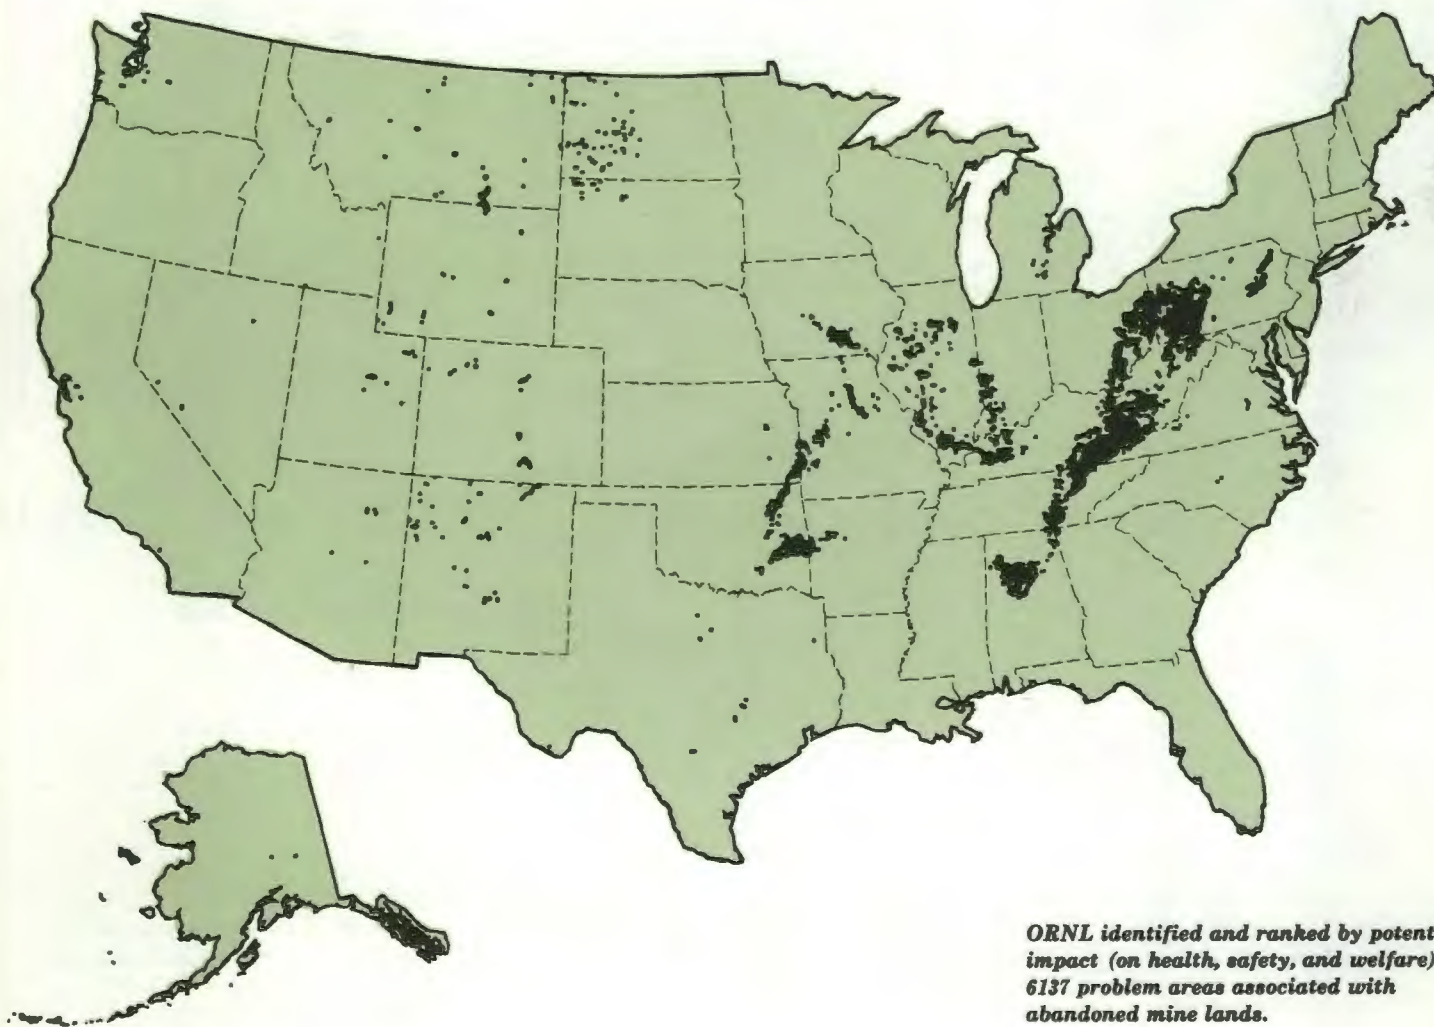 ORNL identified and ranked by potent
impact (on health, safety, and welfare)
6137 problem areas associated with
abandoned mine lands.